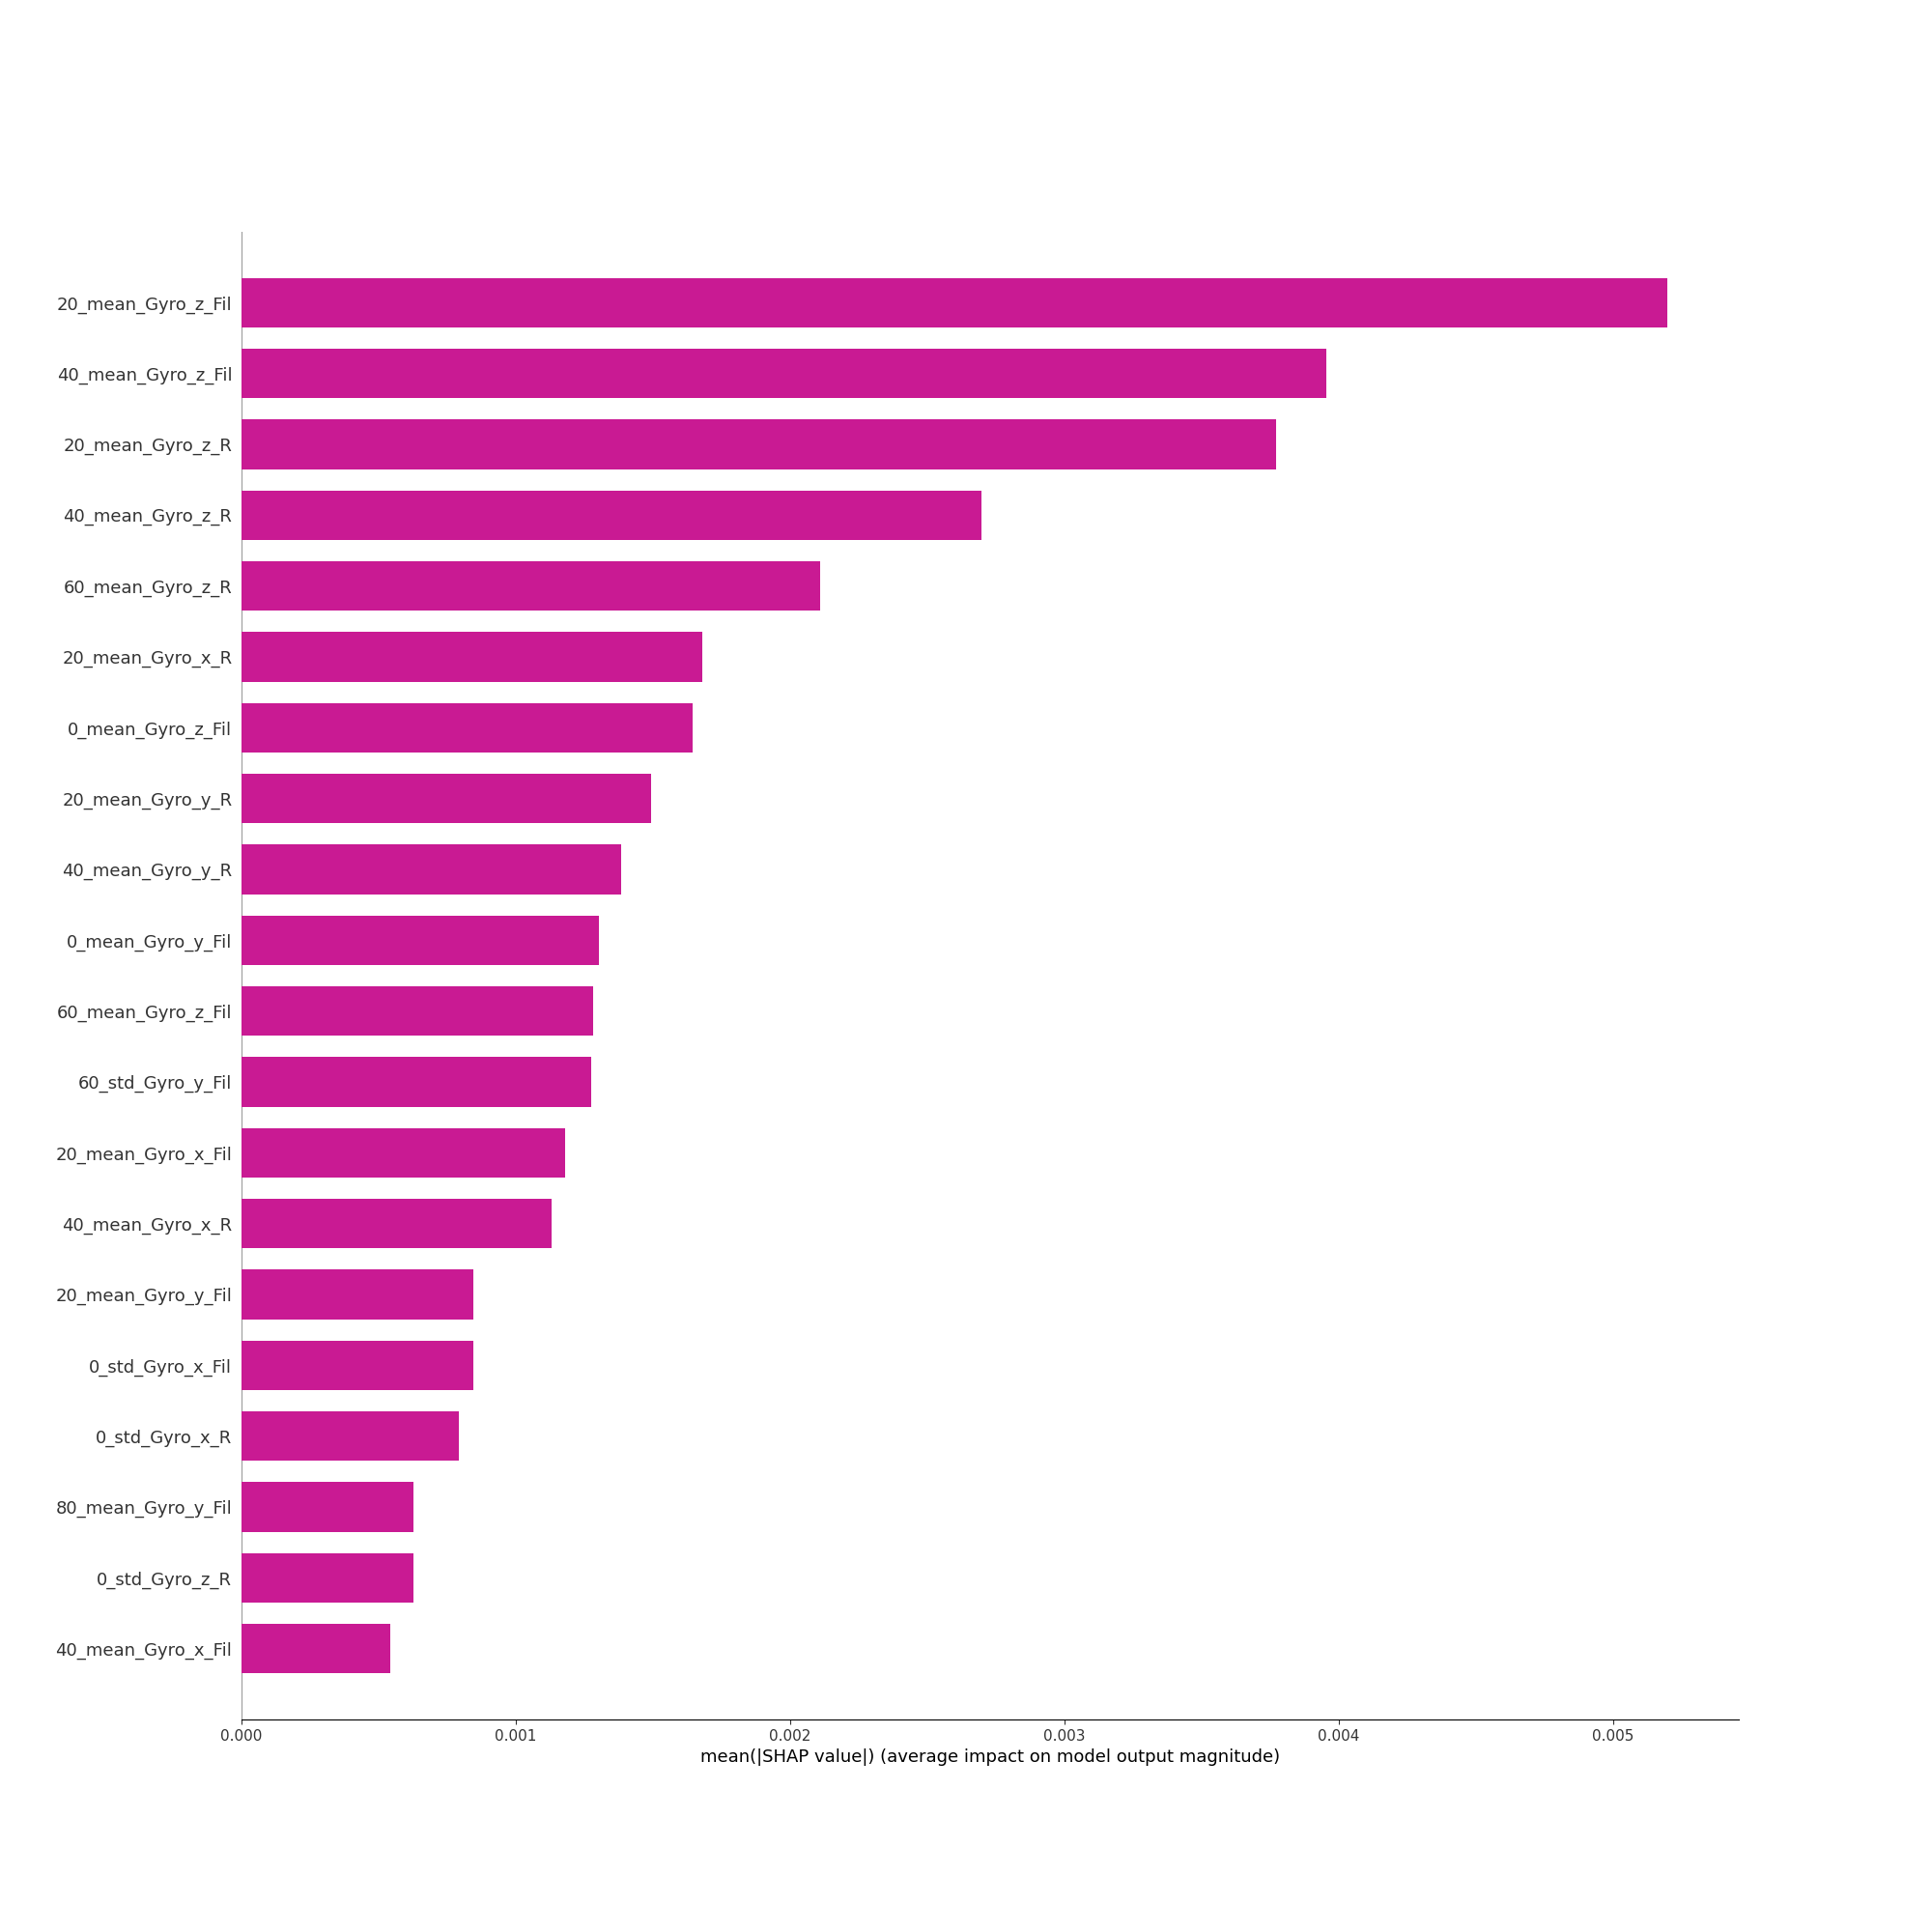 20_mean_Gyro_z_Fil
40_mean_Gyro_z_Fil
20_mean_Gyro_z_R
40_mean_Gyro_z_R
60_mean_Gyro_z_R
20_mean_Gyro_x_R
0_mean_Gyro_z_Fil
20_mean_Gyro_y_R
40_mean_Gyro_y_R
0_mean_Gyro_y_Fil
60_mean_Gyro_z_Fil
60_std_Gyro_y_Fil
20_mean_Gyro_x_Fil
40_mean_Gyro_x_R
20_mean_Gyro_y_Fil
0_std_Gyro_x_Fil
0_std_Gyro_x_R
80_mean_Gyro_y_Fil
0_std_Gyro_z_R
40_mean_Gyro_x_Fil
0.000 0.001 0.002 0.003 0.004 0.005
mean(|SHAP value|) (average impact on model output magnitude)